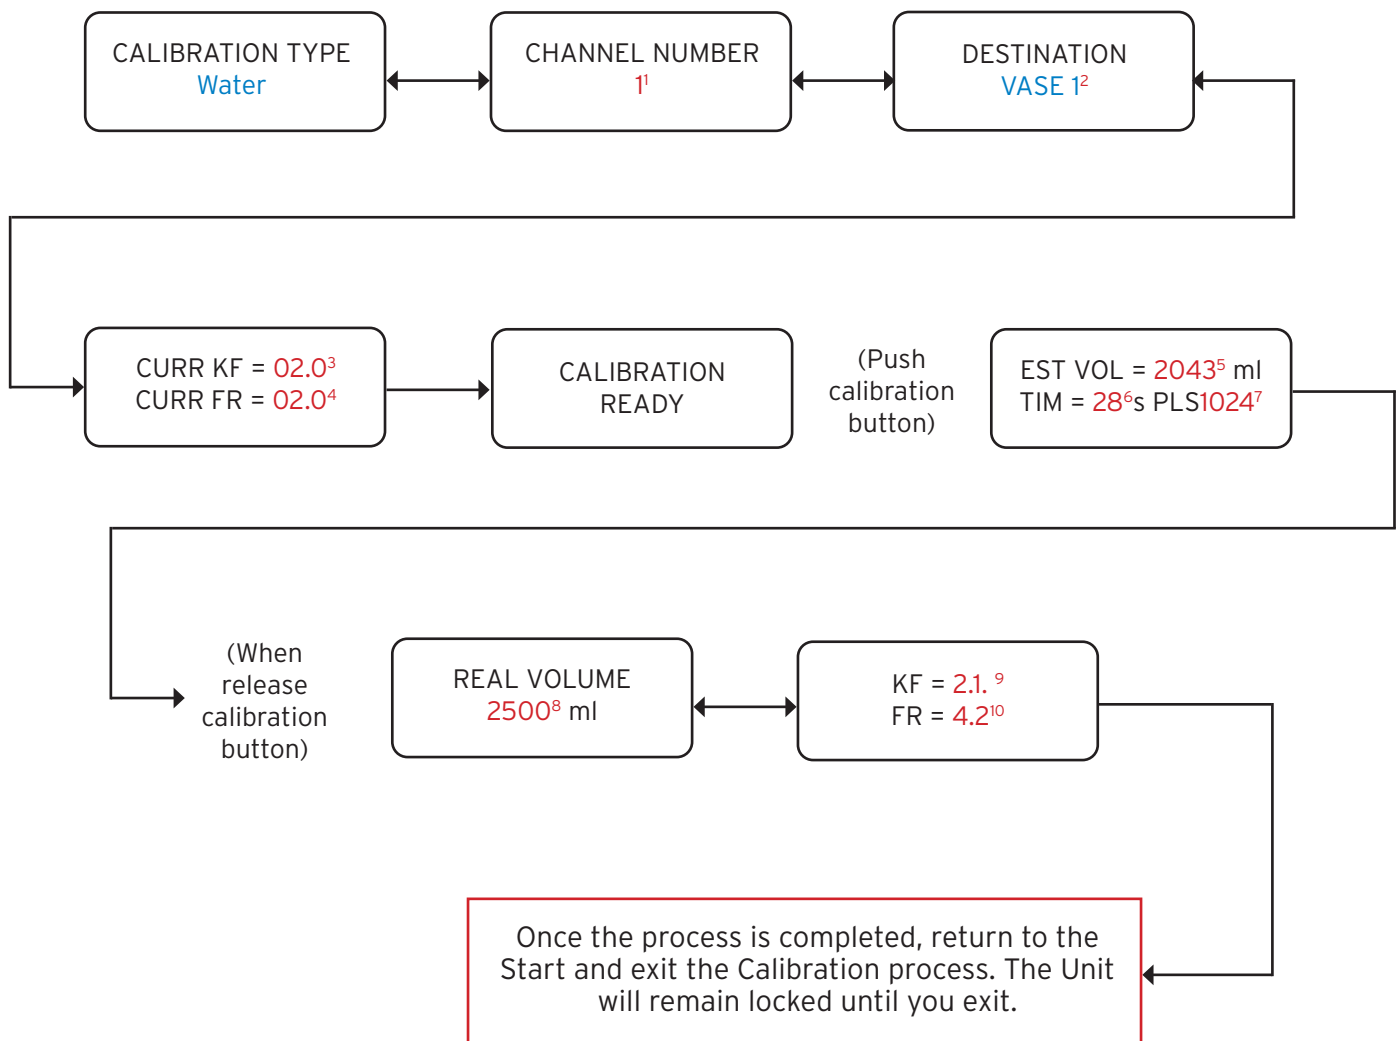 CALIBRATION TYPE
Water
CHANNEL NUMBER
1¹
DESTINATION
VASE 1²
CURR KF = 02.0³
CURR FR = 02.0⁴
CALIBRATION
READY
(Push
calibration
button)
EST VOL = 2043⁵ ml
TIM = 28⁶s PLS1024⁷
(When
release
calibration
button)
REAL VOLUME
2500⁸ ml
KF = 2.1. ⁹
FR = 4.2¹⁰
Once the process is completed, return to the
Start and exit the Calibration process. The Unit
will remain locked until you exit.